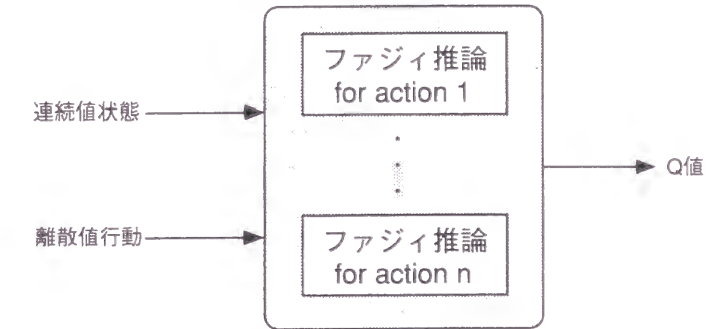 ファジィ推論
for action 1
連続値状態
Q値
離散値行動
ファジィ推論
for action n